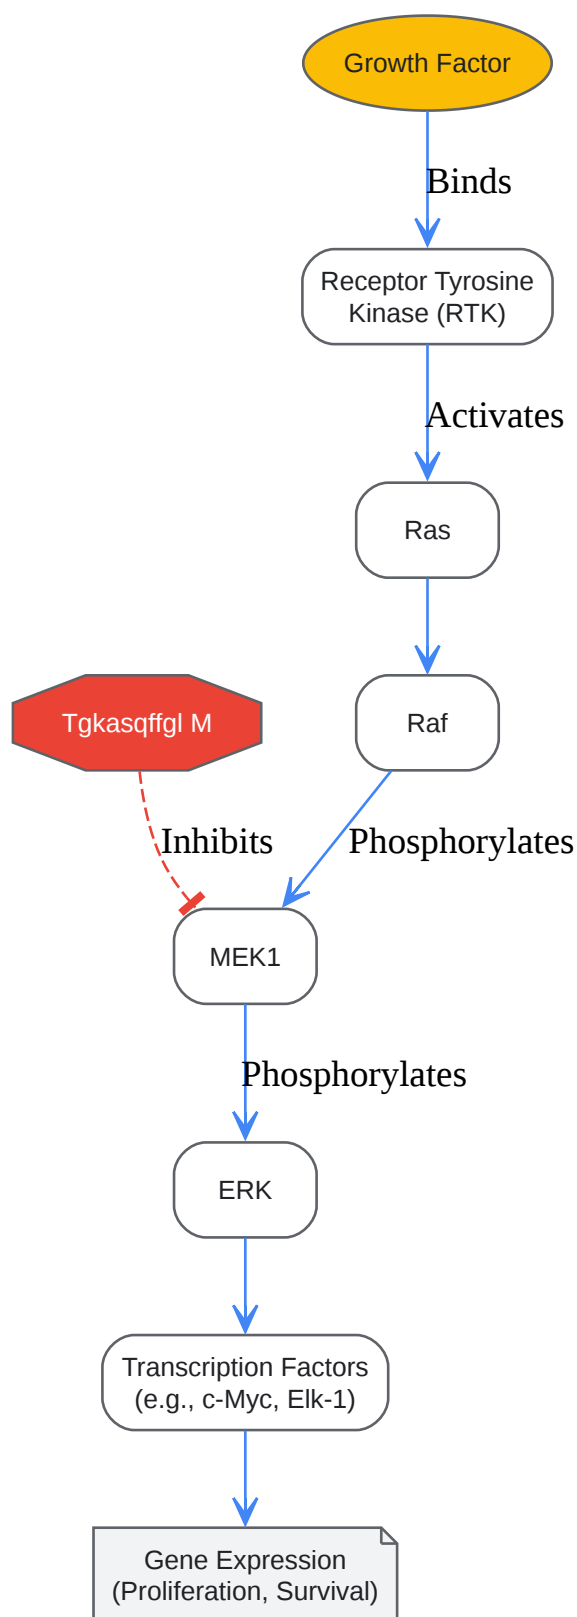 Growth Factor
Binds
Receptor Tyrosine
Kinase (RTK)
Activates
Ras
Tgkasqffgl M
Raf
Inhibits
Phosphorylates
MEK1
Phosphorylates
ERK
Transcription Factors
(e.g., c-Myc, Elk-1)
Gene Expression
(Proliferation, Survival)